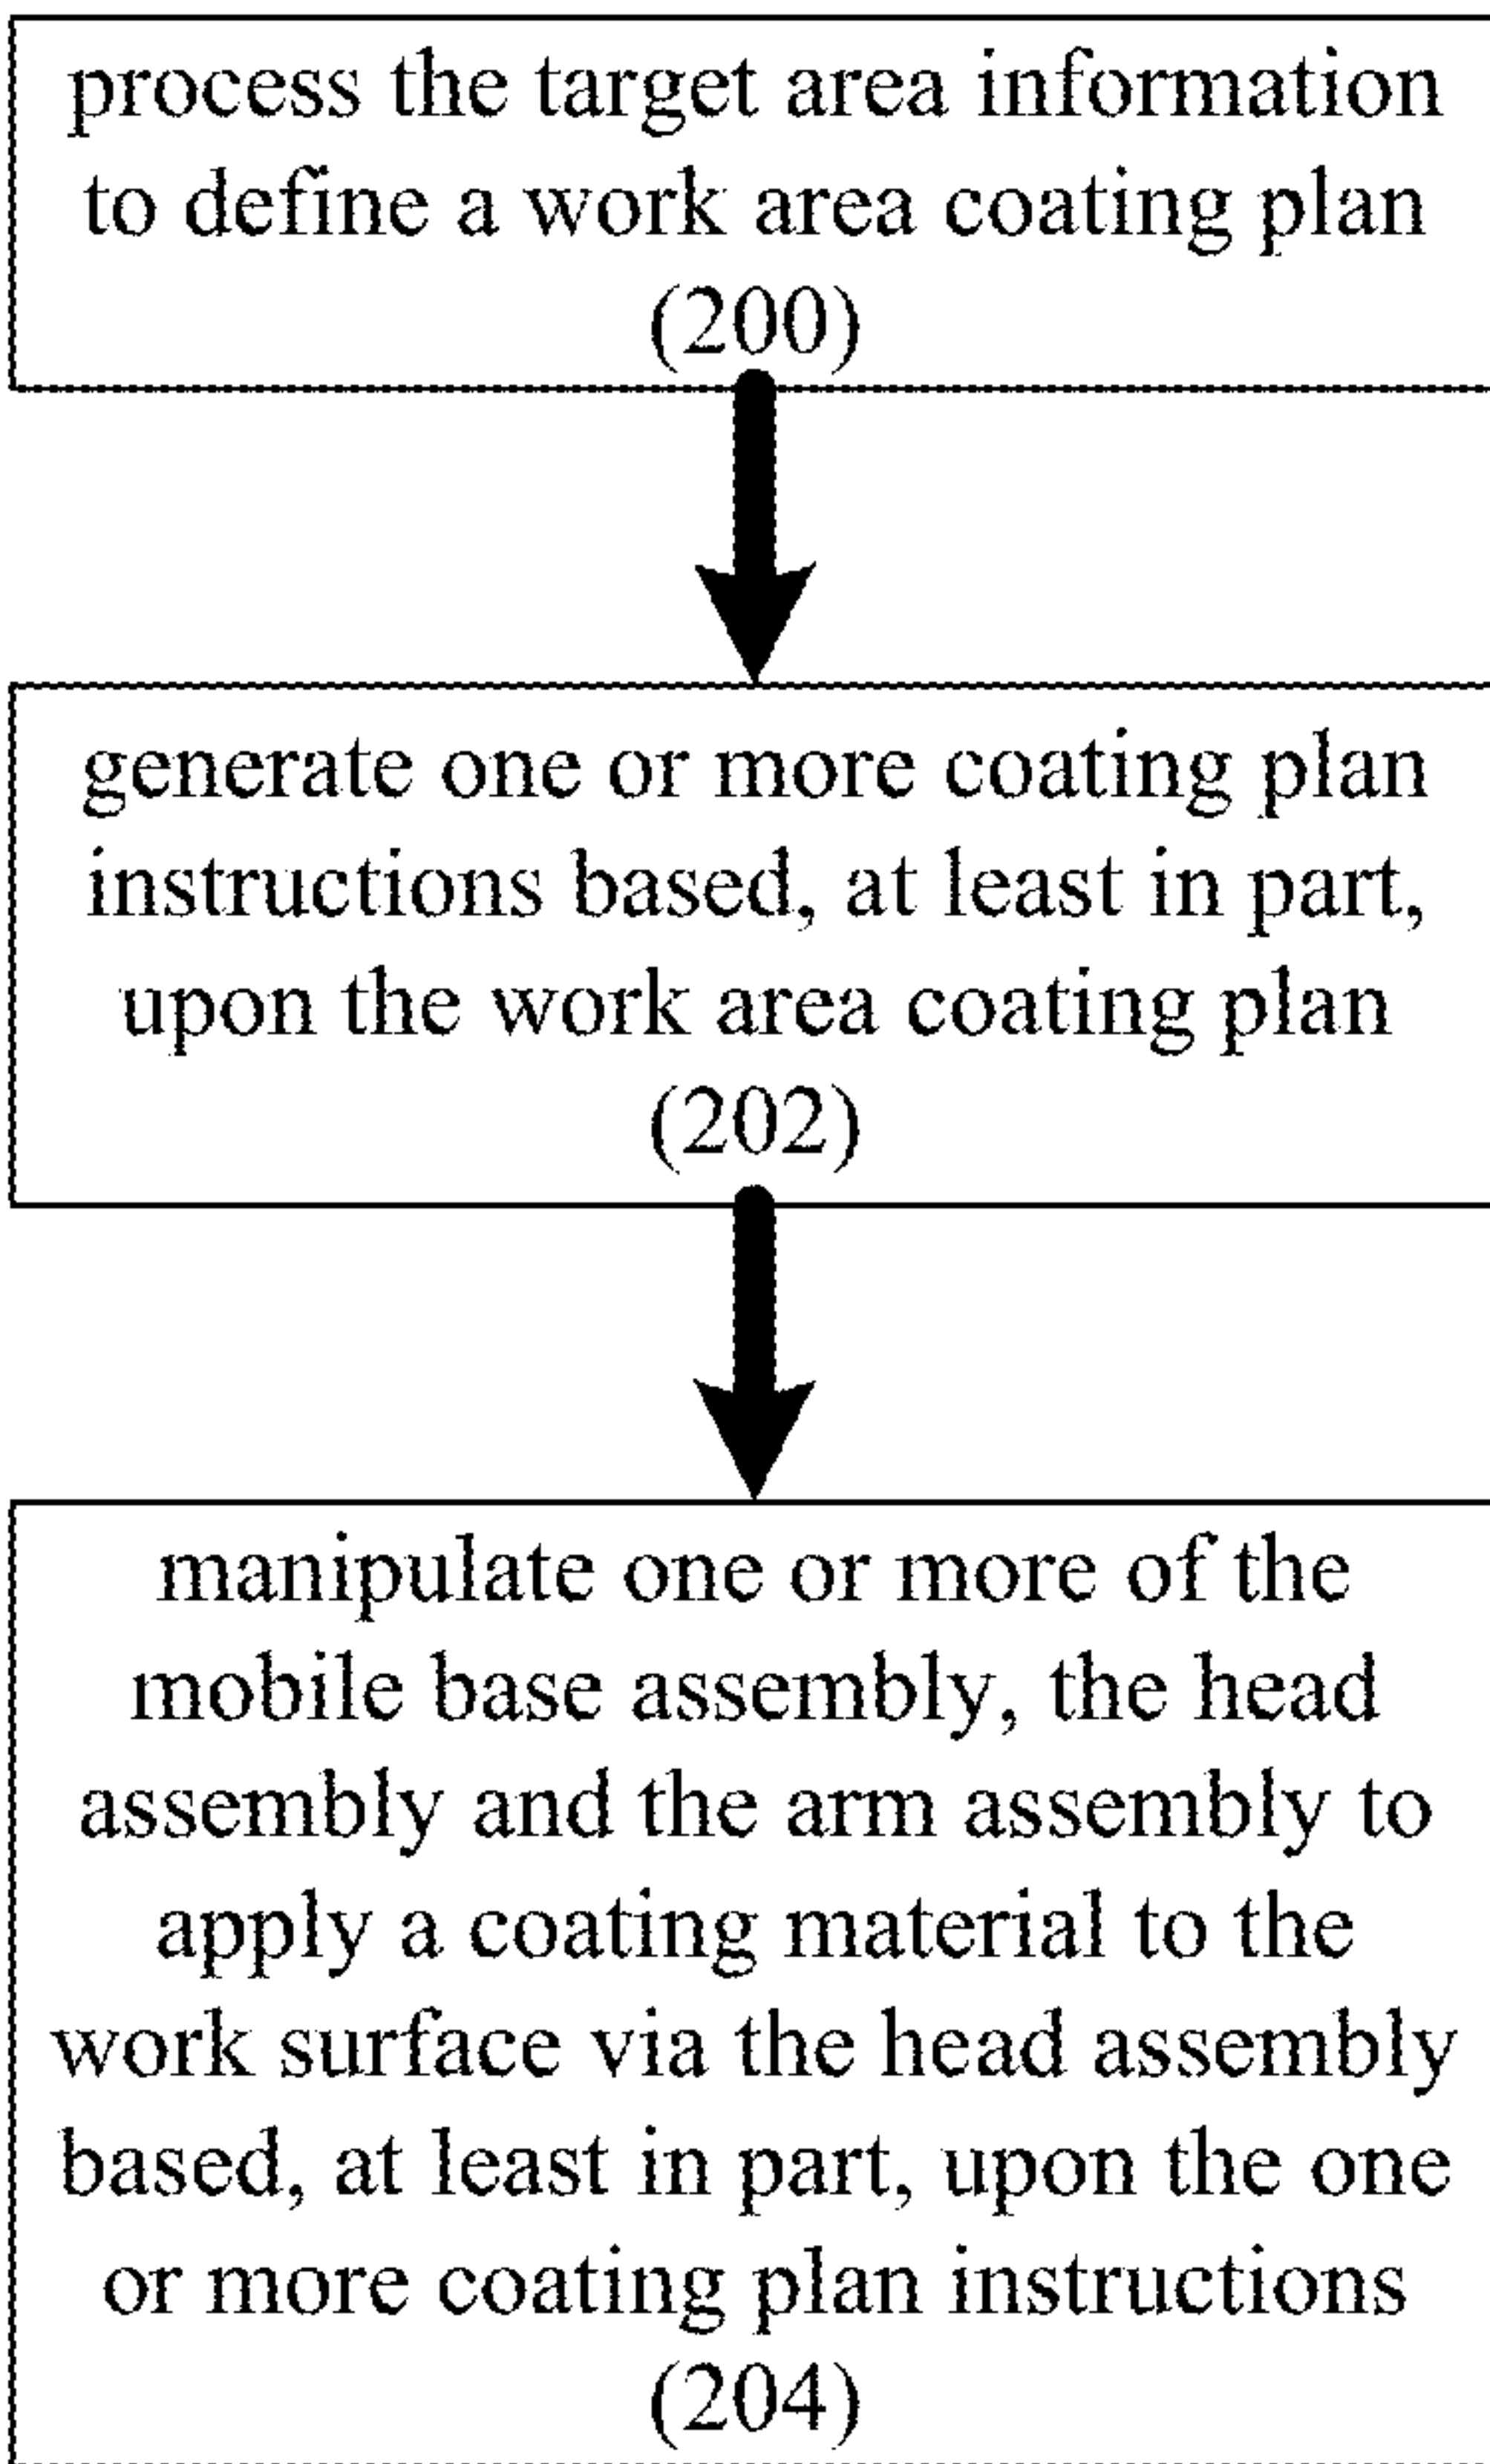 process the target area information
to define a work area coating plan
(200)
generate one or more coating plan
instructions based, at least in part,
upon the work area coating plan
(202)
manipulate one or more of the
mobile base assembly, the head
assembly and the arm assembly to
apply a coating material to the
work surface via the head assembly
based, at least in part, upon the one
or more coating plan instructions
(204)